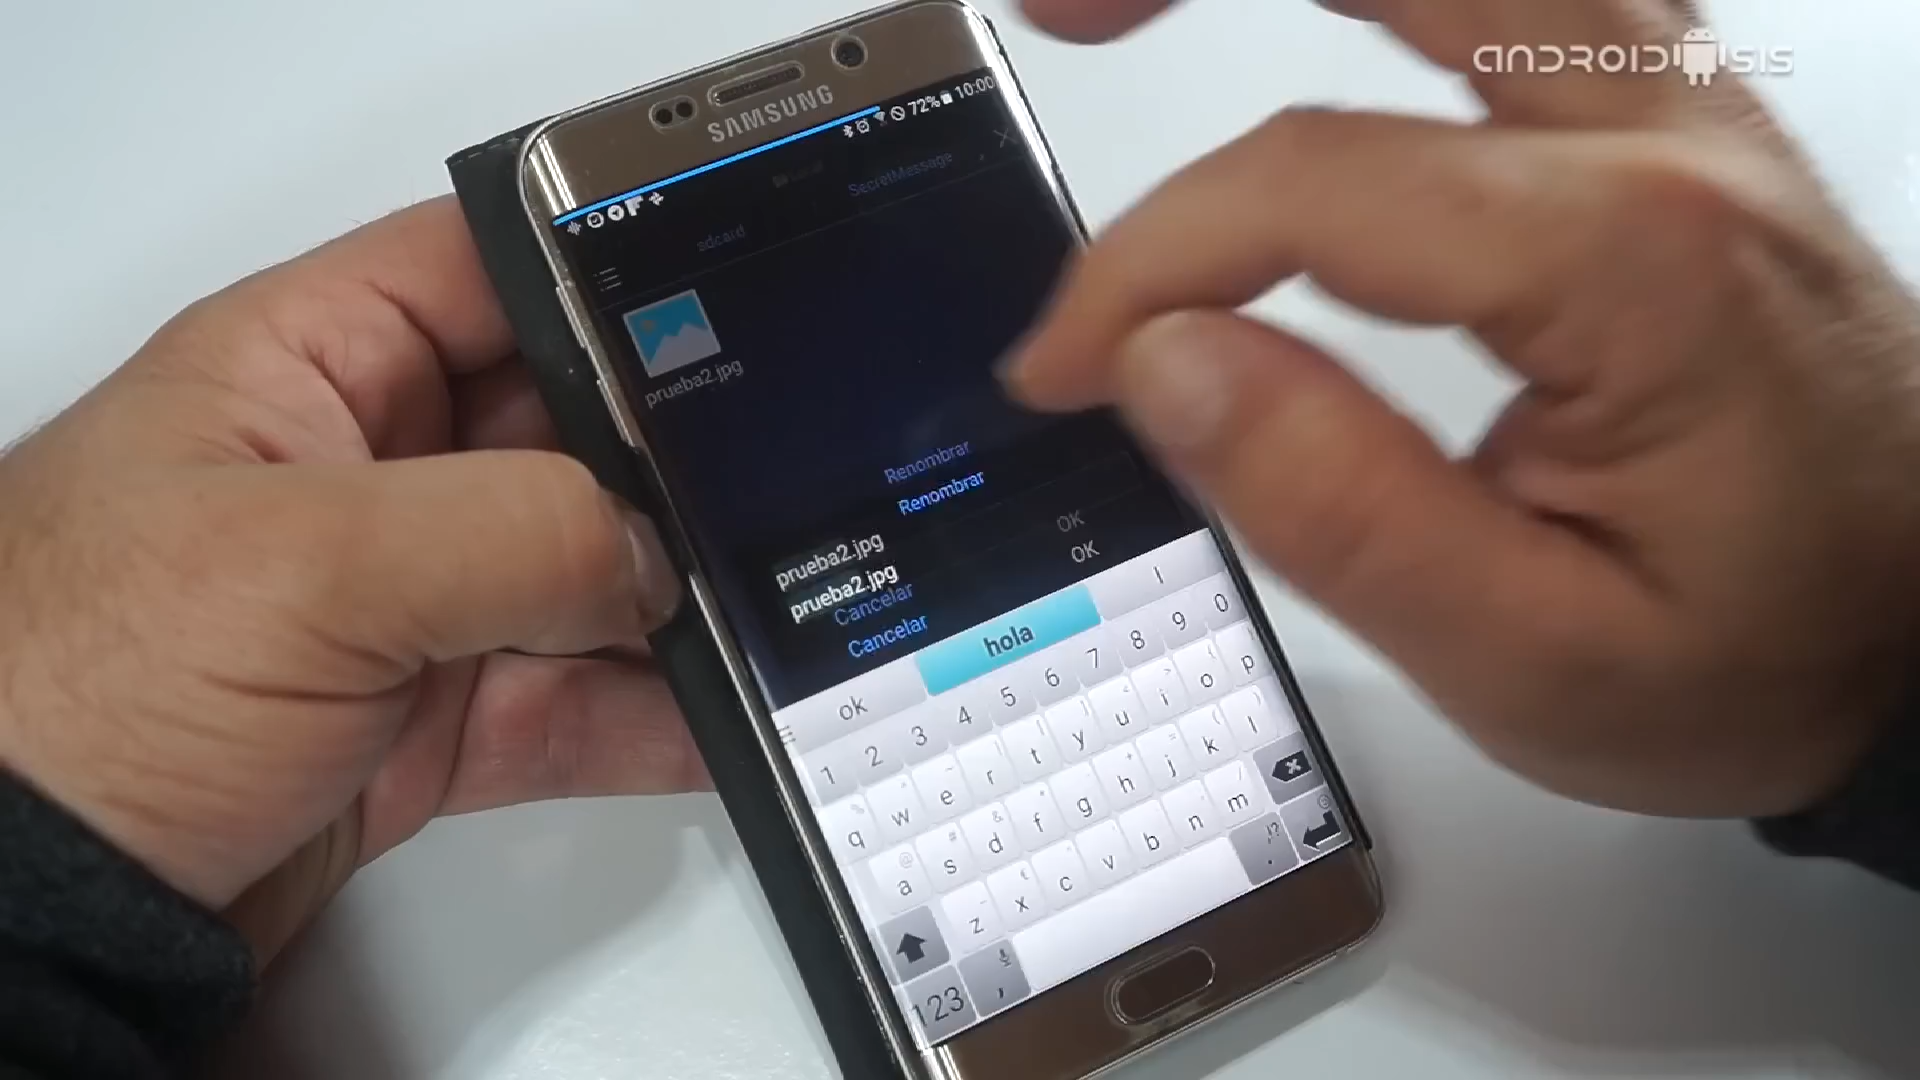 ANDROIDSIS
SAMSUNG
72% 10:00
SecretMessage
sdcard
prueba2.jpg
Renombrar
Renombrar
prueba2.jpg
OK
prueba2.jpg
OK
Cancelar
Cancelar
ok hola
1 2 3 4 5 6 7 8 9 0
q w e r t y u i o p
a s d f g h j k l
z x c v b n m
123 , . !?